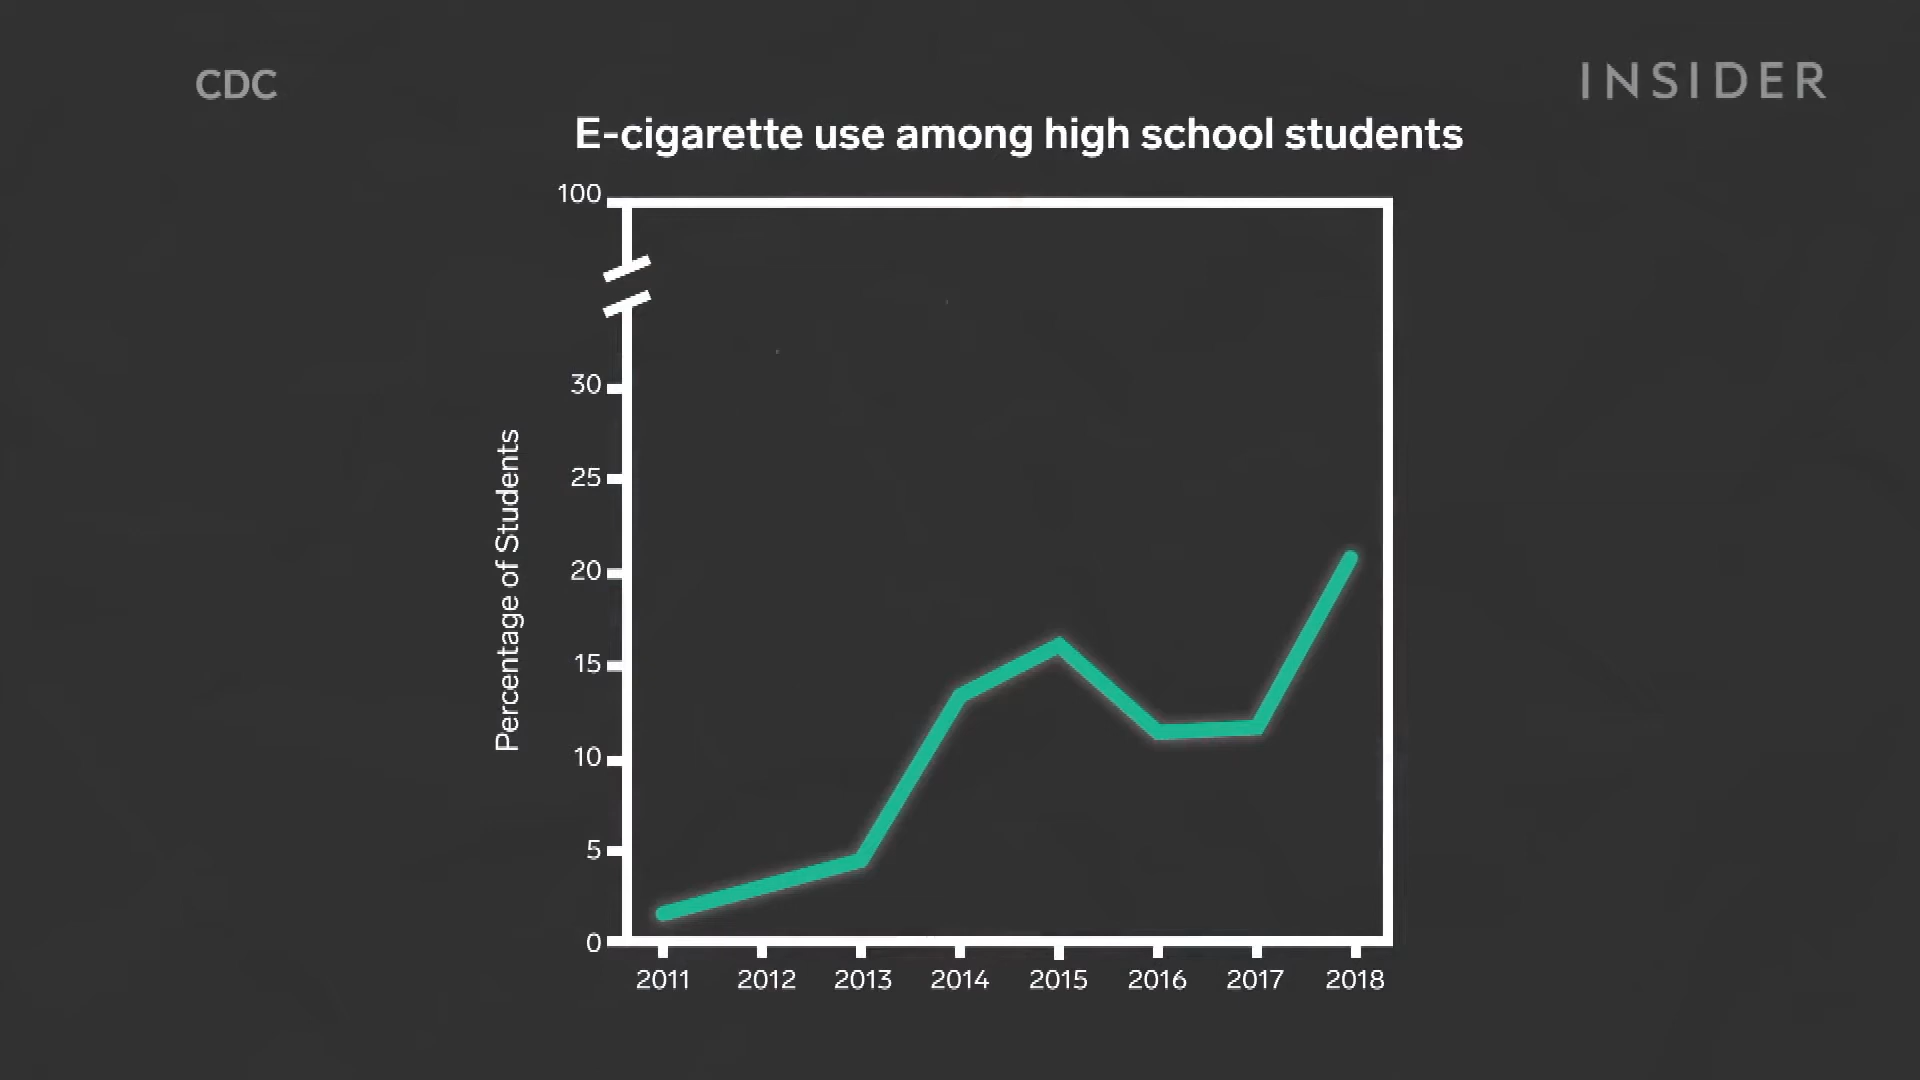 CDC
INSIDER
E-cigarette use among high school students
100
30
25
20
15
10
5
0
Percentage of Students
2011 2012 2013 2014 2015 2016 2017 2018